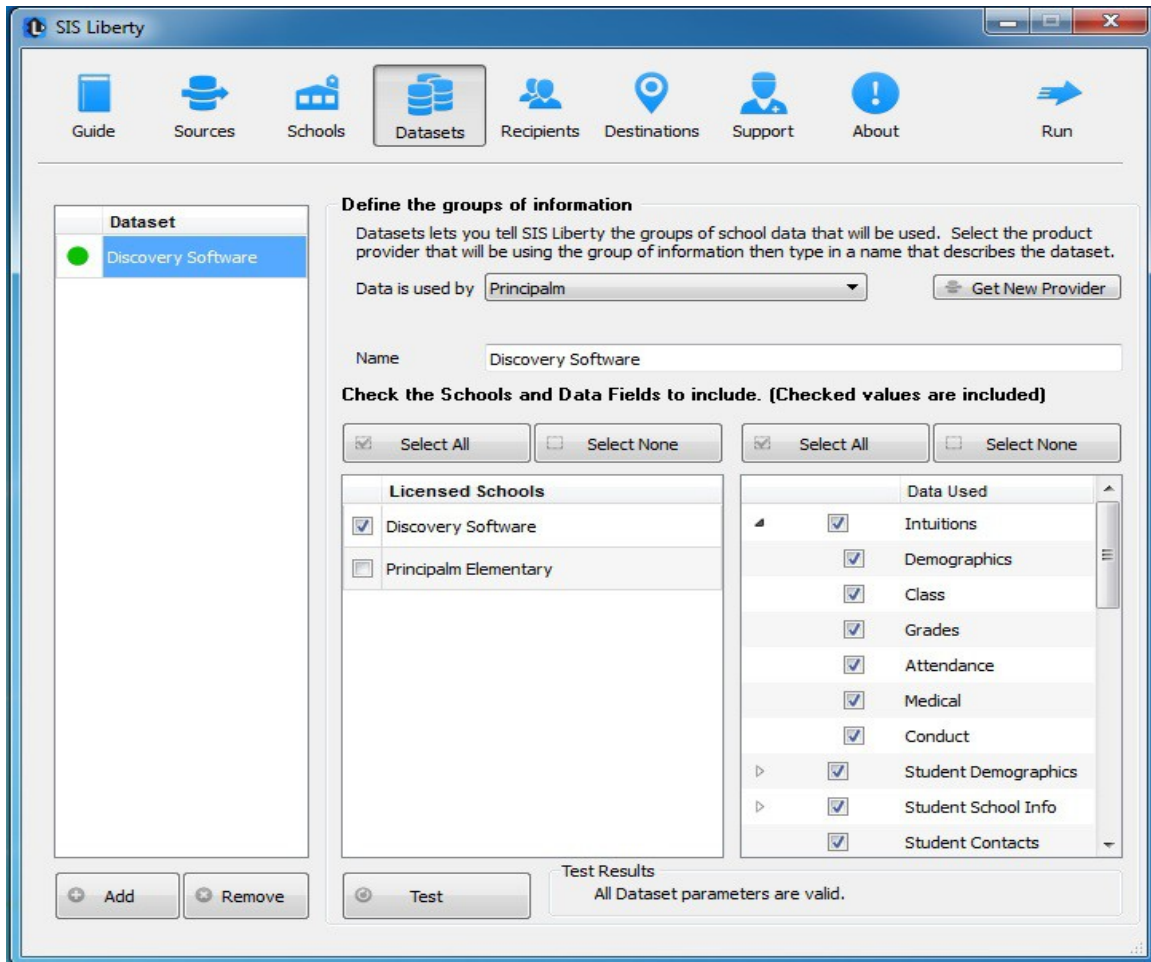 SIS Liberty
Guide Sources Schools Datasets Recipients Destinations Support About Run
Dataset
Discovery Software
Define the groups of information
Datasets lets you tell SIS Liberty the groups of school data that will be used. Select the product
provider that will be using the group of information then type in a name that describes the dataset.
Data is used by Principalm Get New Provider
Name Discovery Software
Check the Schools and Data Fields to include. (Checked values are included)
Select All Select None Select All Select None
Licensed Schools
Discovery Software
Principalm Elementary
Data Used
Intuitions
Demographics
Class
Grades
Attendance
Medical
Conduct
Student Demographics
Student School Info
Student Contacts
Add Remove
Test
Test Results
All Dataset parameters are valid.